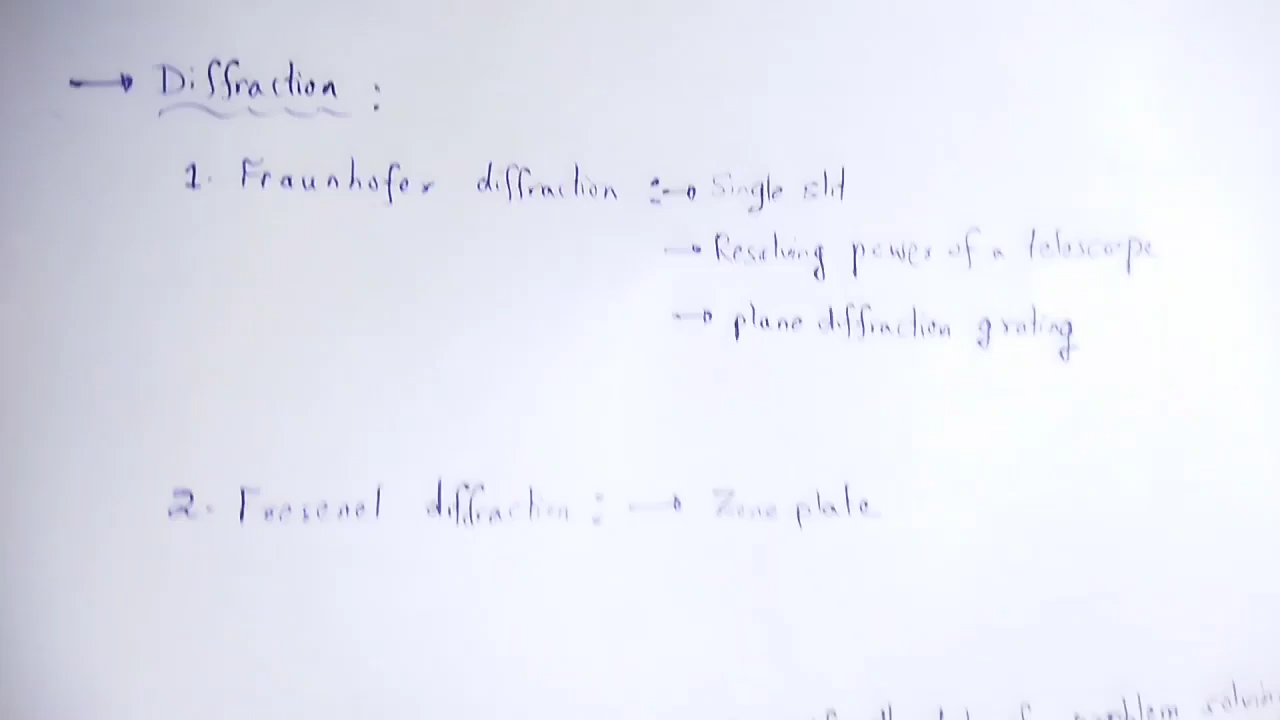 → Diffraction :
1. Fraunhofer diffraction :→ Single slit
→ Resolving power of a telescope
→ plane diffraction grating
2. Fresenel diffraction : → Zone plate
problem solving